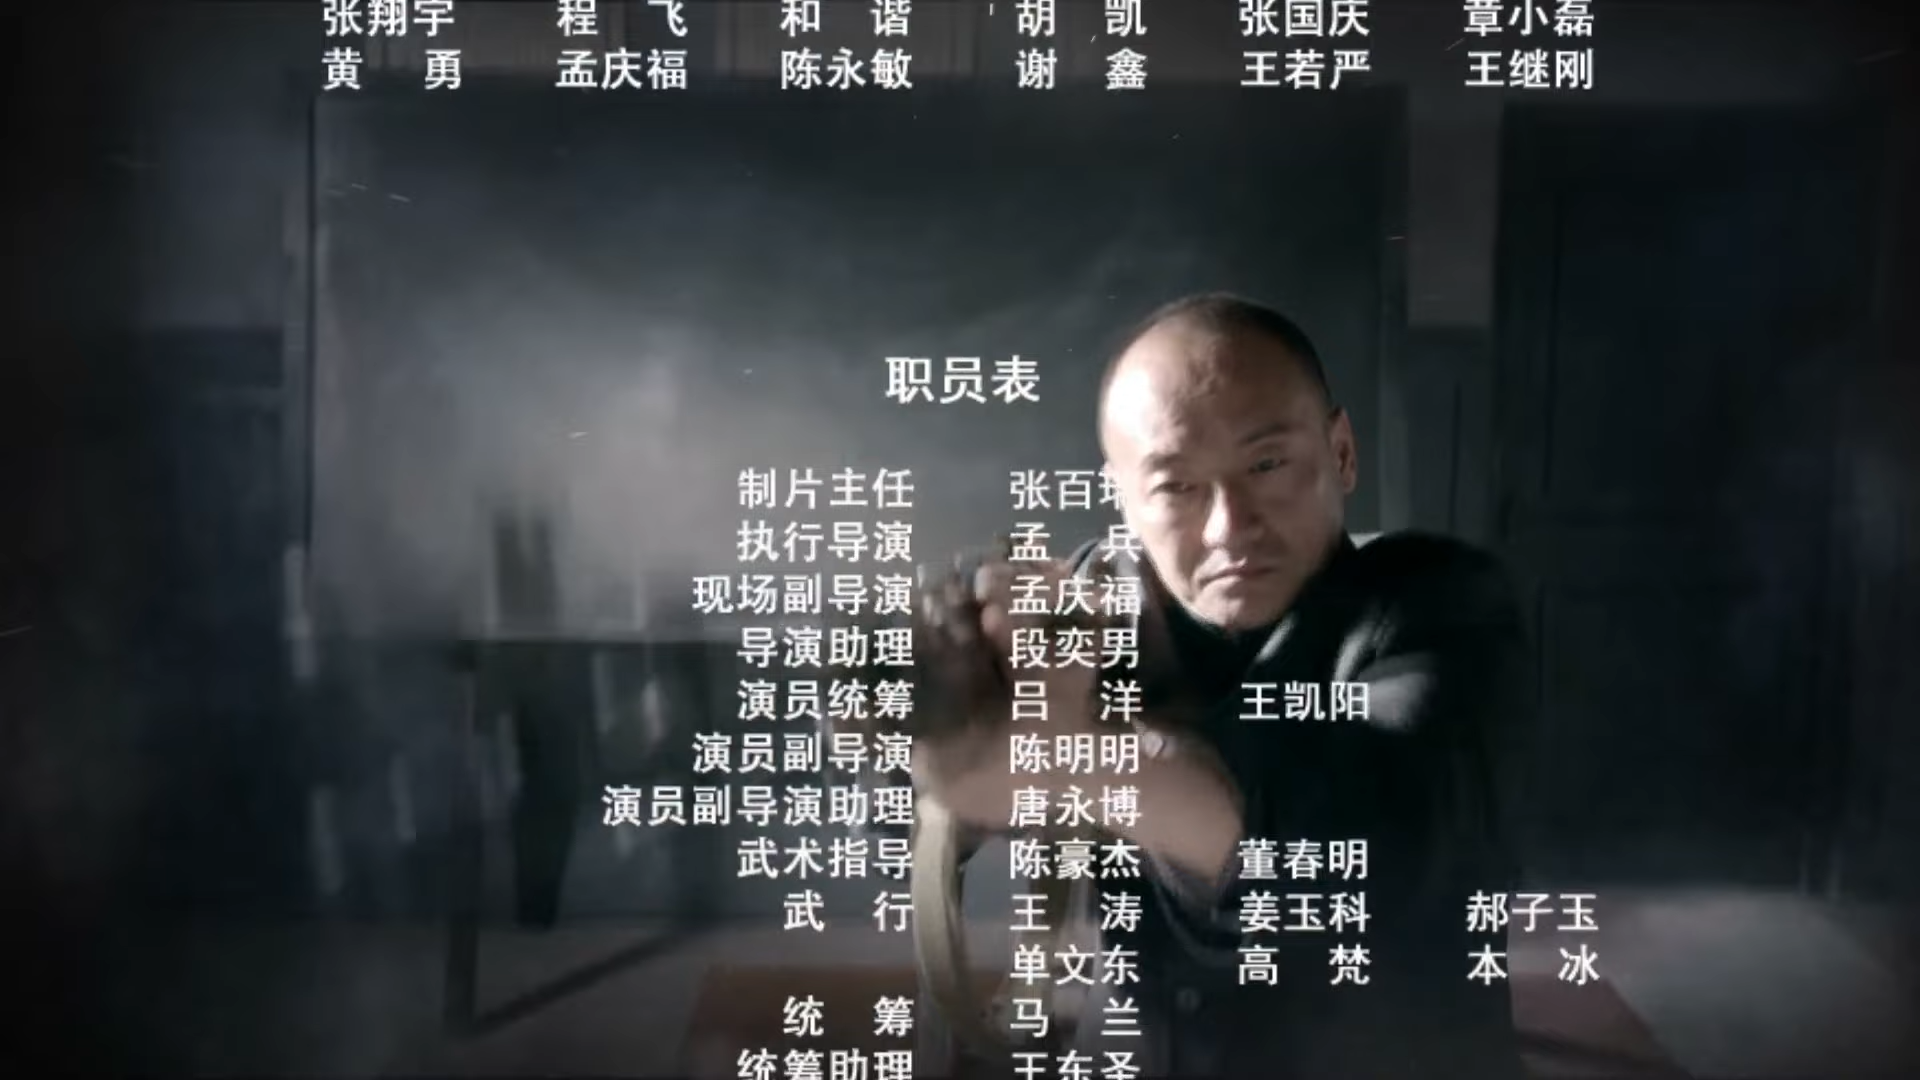 张翔宇 程飞 和谐 胡凯 张国庆 章小磊
黄勇 孟庆福 陈永敏 谢鑫 王若严 王继刚
职员表
制片主任 张百瑞
执行导演 孟兵
现场副导演 孟庆福
导演助理 段奕男
演员统筹 吕洋 王凯阳
演员副导演 陈明明
演员副导演助理 唐永博
武术指导 陈豪杰 董春明
武行 王涛 姜玉科 郝子玉
单文东 高梵 本冰
统筹 马兰
统筹助理 王东圣